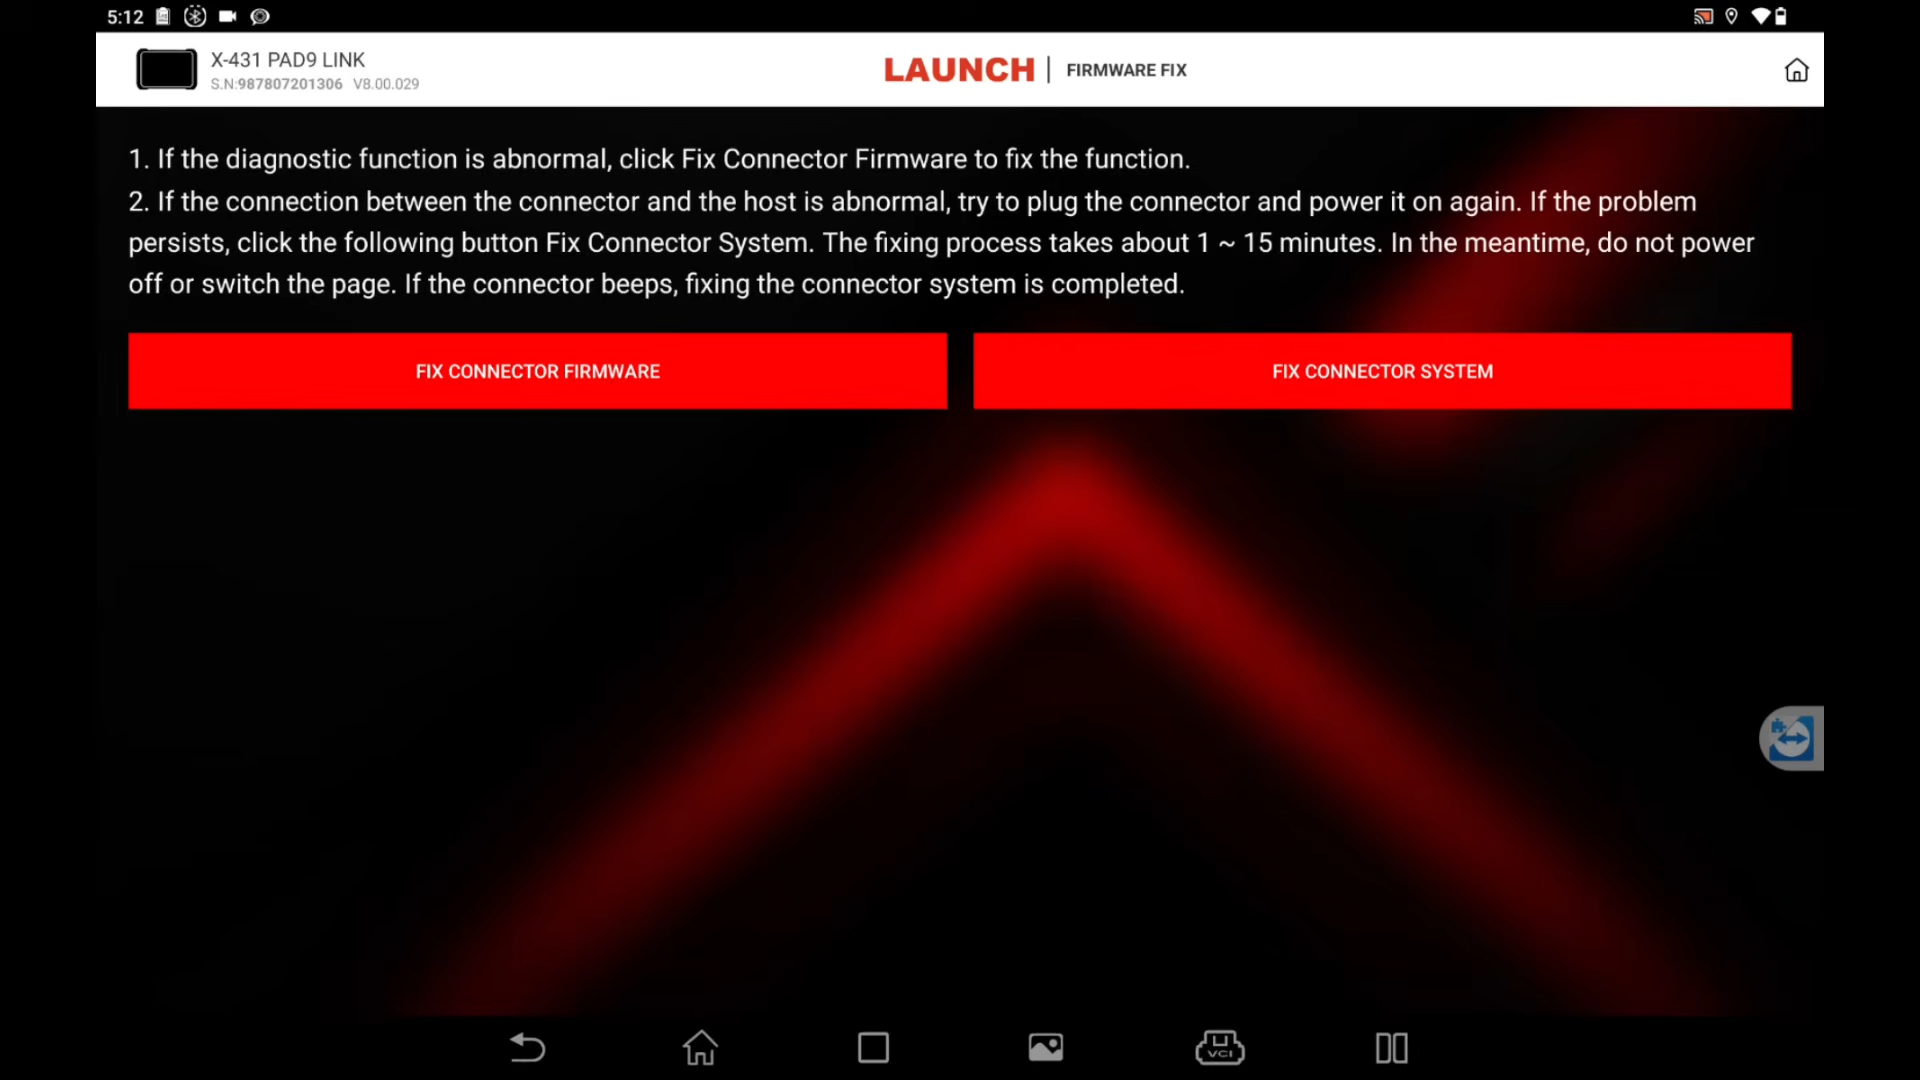 5:12
X-431 PAD9 LINK
S.N:987807201306 V8.00.029
LAUNCH | FIRMWARE FIX
1. If the diagnostic function is abnormal, click Fix Connector Firmware to fix the function.
2. If the connection between the connector and the host is abnormal, try to plug the connector and power it on again. If the problem
persists, click the following button Fix Connector System. The fixing process takes about 1 ~ 15 minutes. In the meantime, do not power
off or switch the page. If the connector beeps, fixing the connector system is completed.
FIX CONNECTOR FIRMWARE
FIX CONNECTOR SYSTEM
VCI